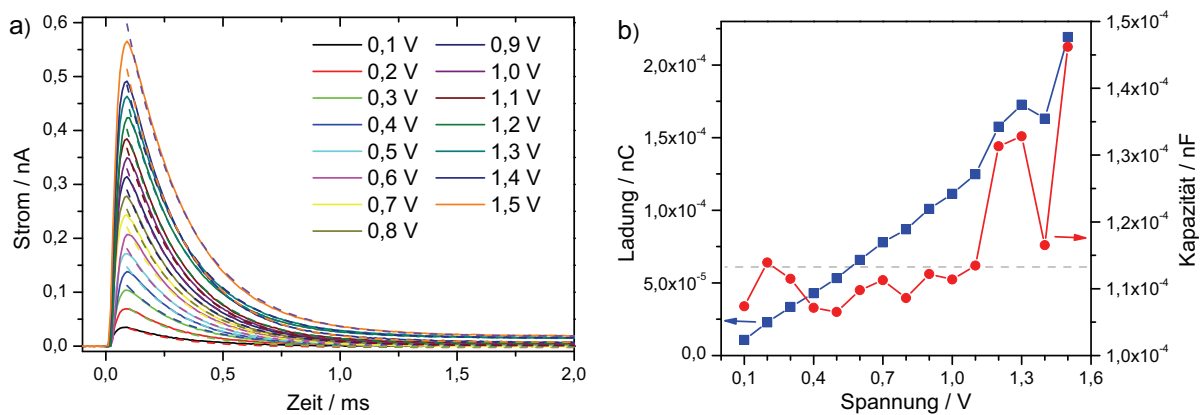 a)
Strom / nA
0,6
0,5
0,4
0,3
0,2
0,1
0,0
0,0 0,5 1,0 1,5 2,0
Zeit / ms
0,1 V 0,9 V
0,2 V 1,0 V
0,3 V 1,1 V
0,4 V 1,2 V
0,5 V 1,3 V
0,6 V 1,4 V
0,7 V 1,5 V
0,8 V
b)
Ladung / nC
2,0x10-4
1,5x10-4
1,0x10-4
5,0x10-5
0,0
0,1 0,4 0,7 1,0 1,3 1,6
Spannung / V
1,5x10-4
1,4x10-4
1,3x10-4
1,2x10-4
1,1x10-4
1,0x10-4
Kapazität / nF